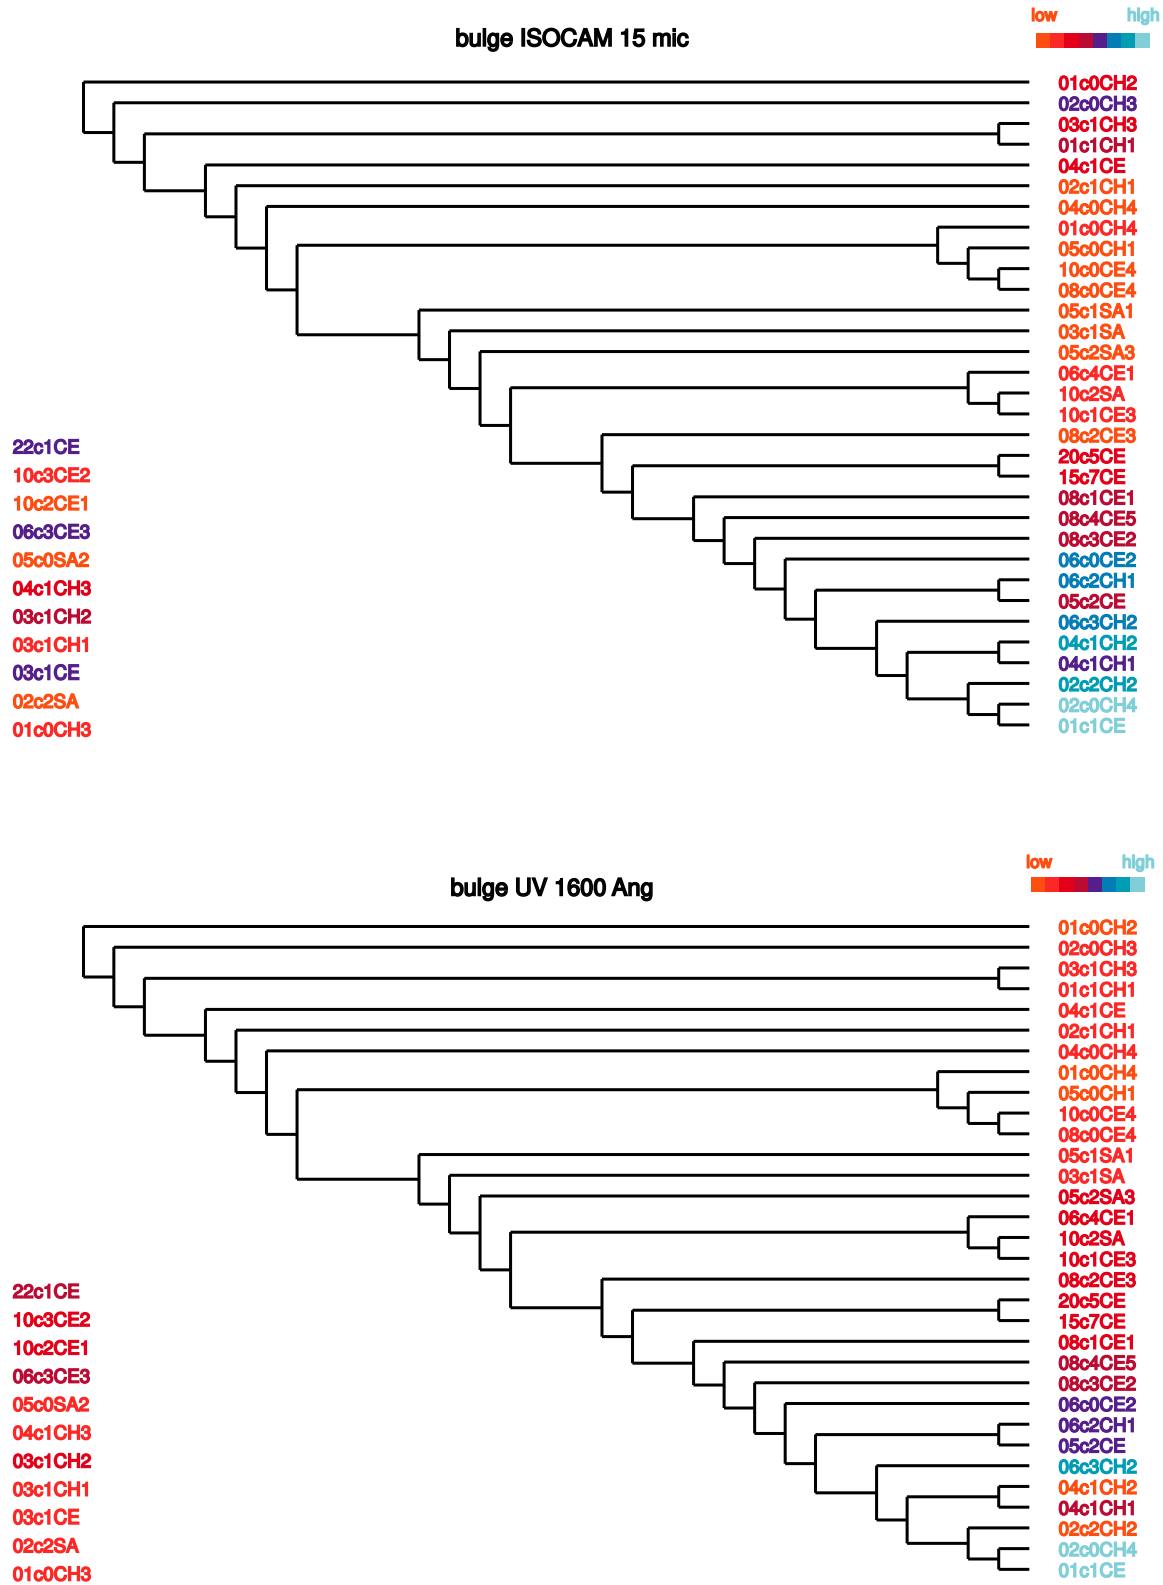 low high
bulge ISOCAM 15 mic
01c0CH2
02c0CH3
03c1CH3
01c1CH1
04c1CE
02c1CH1
04c0CH4
01c0CH4
05c0CH1
10c0CE4
08c0CE4
05c1SA1
03c1SA
05c2SA3
06c4CE1
10c2SA
10c1CE3
08c2CE3
20c5CE
15c7CE
08c1CE1
08c4CE5
08c3CE2
06c0CE2
06c2CH1
05c2CE
06c3CH2
04c1CH2
04c1CH1
02c2CH2
02c0CH4
01c1CE
22c1CE
10c3CE2
10c2CE1
06c3CE3
05c0SA2
04c1CH3
03c1CH2
03c1CH1
03c1CE
02c2SA
01c0CH3
low high
bulge UV 1600 Ang
01c0CH2
02c0CH3
03c1CH3
01c1CH1
04c1CE
02c1CH1
04c0CH4
01c0CH4
05c0CH1
10c0CE4
08c0CE4
05c1SA1
03c1SA
05c2SA3
06c4CE1
10c2SA
10c1CE3
08c2CE3
20c5CE
15c7CE
08c1CE1
08c4CE5
08c3CE2
06c0CE2
06c2CH1
05c2CE
06c3CH2
04c1CH2
04c1CH1
02c2CH2
02c0CH4
01c1CE
22c1CE
10c3CE2
10c2CE1
06c3CE3
05c0SA2
04c1CH3
03c1CH2
03c1CH1
03c1CE
02c2SA
01c0CH3